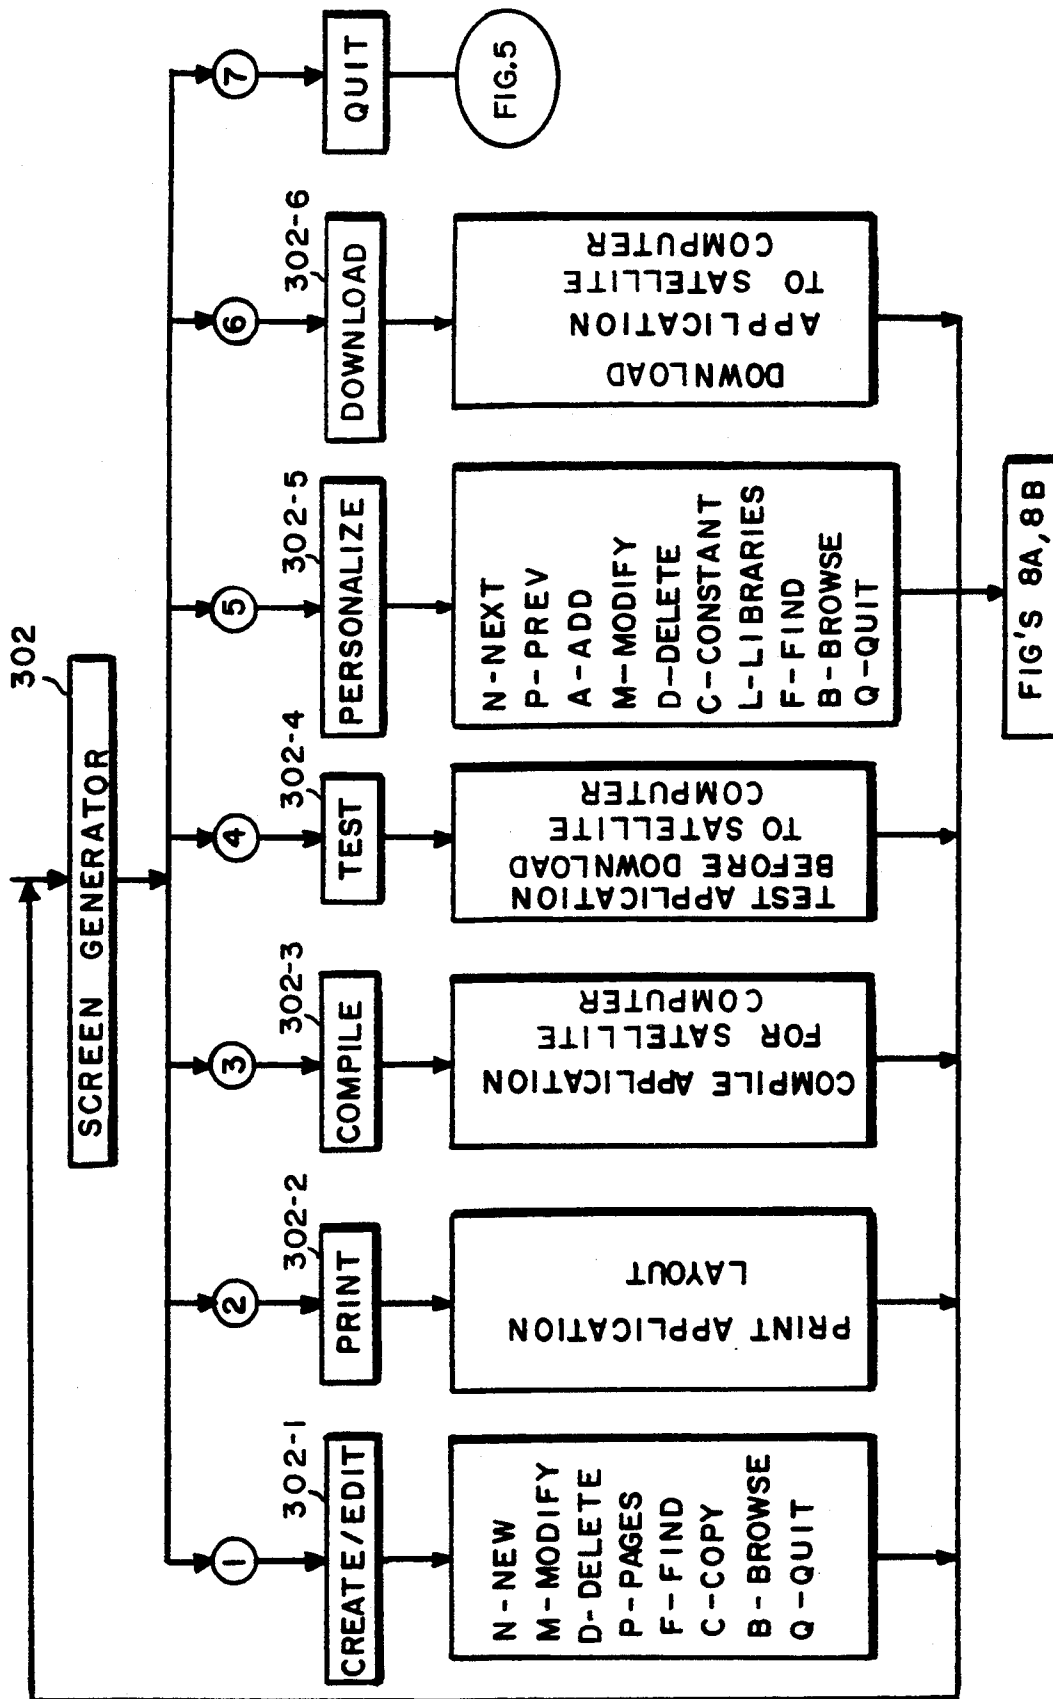 302
SCREEN GENERATOR
1
2
3
4
5
6
7
302-1
302-2
302-3
302-4
302-5
302-6
CREATE/EDIT
PRINT
COMPILE
TEST
PERSONALIZE
DOWNLOAD
QUIT
N-NEW
M-MODIFY
D-DELETE
P-PAGES
F-FIND
C-COPY
B-BROWSE
Q-QUIT
PRINT APPLICATION
LAYOUT
COMPILE APPLICATION
FOR SATELLITE
COMPUTER
TEST APPLICATION
BEFORE DOWNLOAD
TO SATELLITE
COMPUTER
N-NEXT
P-PREV
A-ADD
M-MODIFY
D-DELETE
C-CONSTANT
L-LIBRARIES
F-FIND
B-BROWSE
Q-QUIT
DOWNLOAD
APPLICATION
TO SATELLITE
COMPUTER
FIG.5
FIG'S 8A,8B